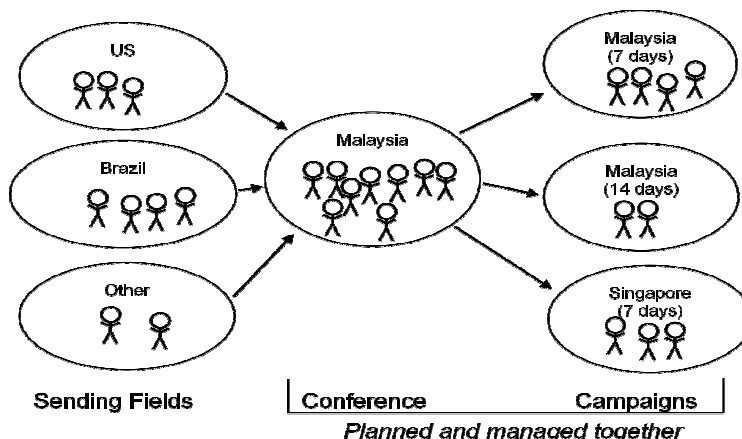 US
Brazil
Other
Malaysia
Malaysia
(7 days)
Malaysia
(14 days)
Singapore
(7 days)
Sending Fields
Conference
Campaigns
Planned and managed together